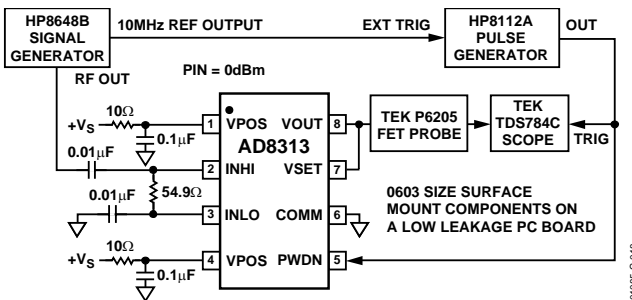 HP8648B
SIGNAL
GENERATOR
10MHz REF OUTPUT
EXT TRIG
HP8112A
PULSE
GENERATOR
OUT
RF OUT
PIN = 0dBm
+VS
10Ω
0.1µF
1 VPOS
VOUT 8
AD8313
TEK P6205
FET PROBE
TEK
TDS784C
SCOPE
TRIG
0.01µF
2 INHI
VSET 7
54.9Ω
0.01µF
3 INLO
COMM 6
0603 SIZE SURFACE
MOUNT COMPONENTS ON
A LOW LEAKAGE PC BOARD
+VS
10Ω
0.1µF
4 VPOS
PWDN 5